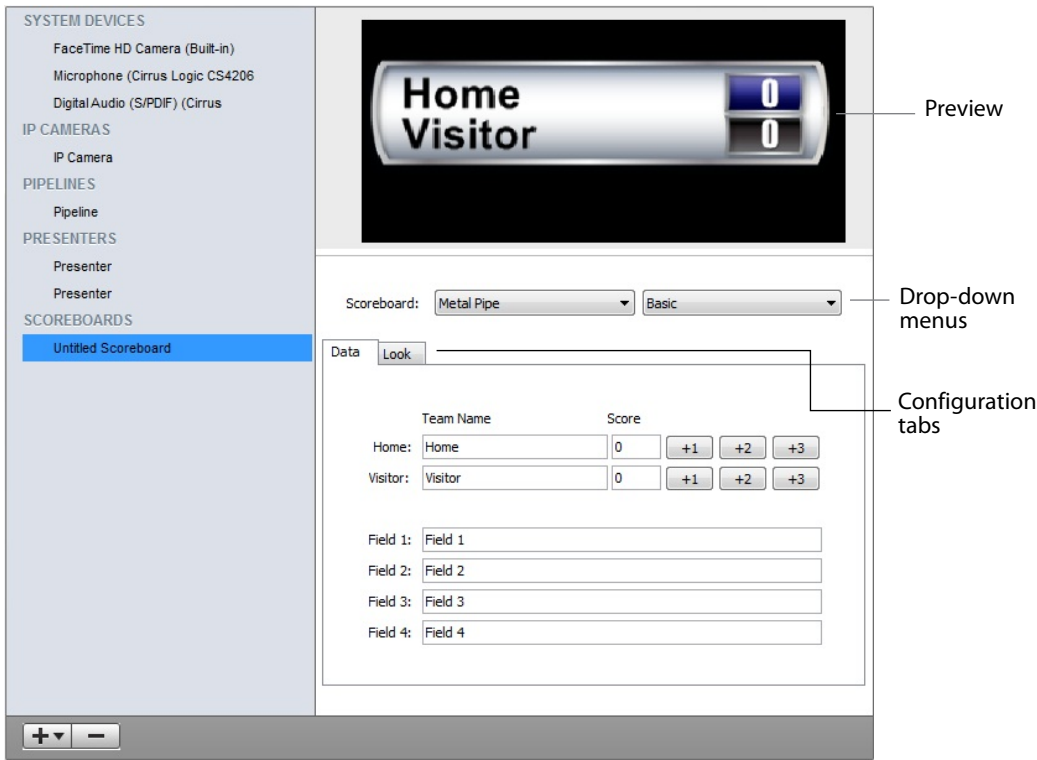 SYSTEM DEVICES
FaceTime HD Camera (Built-in)
Microphone (Cirrus Logic CS4206
Digital Audio (S/PDIF) (Cirrus
IP CAMERAS
IP Camera
PIPELINES
Pipeline
PRESENTERS
Presenter
Presenter
SCOREBOARDS
Untitled Scoreboard
Home 0
Visitor 0
Preview
Scoreboard: Metal Pipe Basic
Drop-down
menus
Data Look
Configuration
tabs
Team Name Score
Home: Home 0 +1 +2 +3
Visitor: Visitor 0 +1 +2 +3
Field 1: Field 1
Field 2: Field 2
Field 3: Field 3
Field 4: Field 4